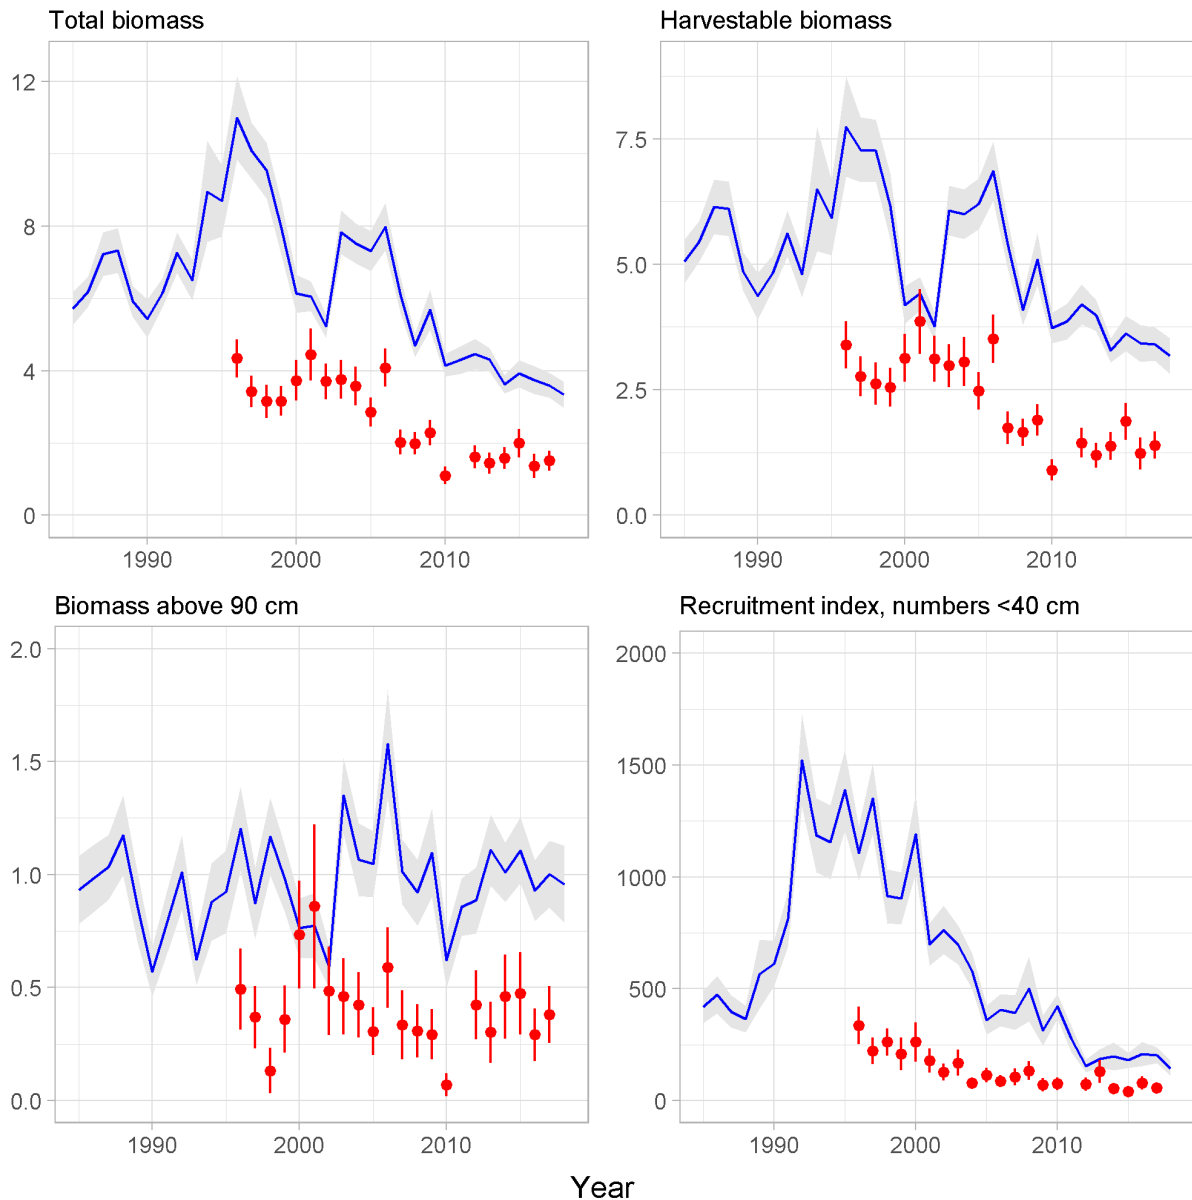 Total biomass
12
8
4
0
1990 2000 2010
Harvestable biomass
7.5
5.0
2.5
0.0
1990 2000 2010
Biomass above 90 cm
2.0
1.5
1.0
0.5
0.0
1990 2000 2010
Recruitment index, numbers <40 cm
2000
1500
1000
500
0
1990 2000 2010
Year